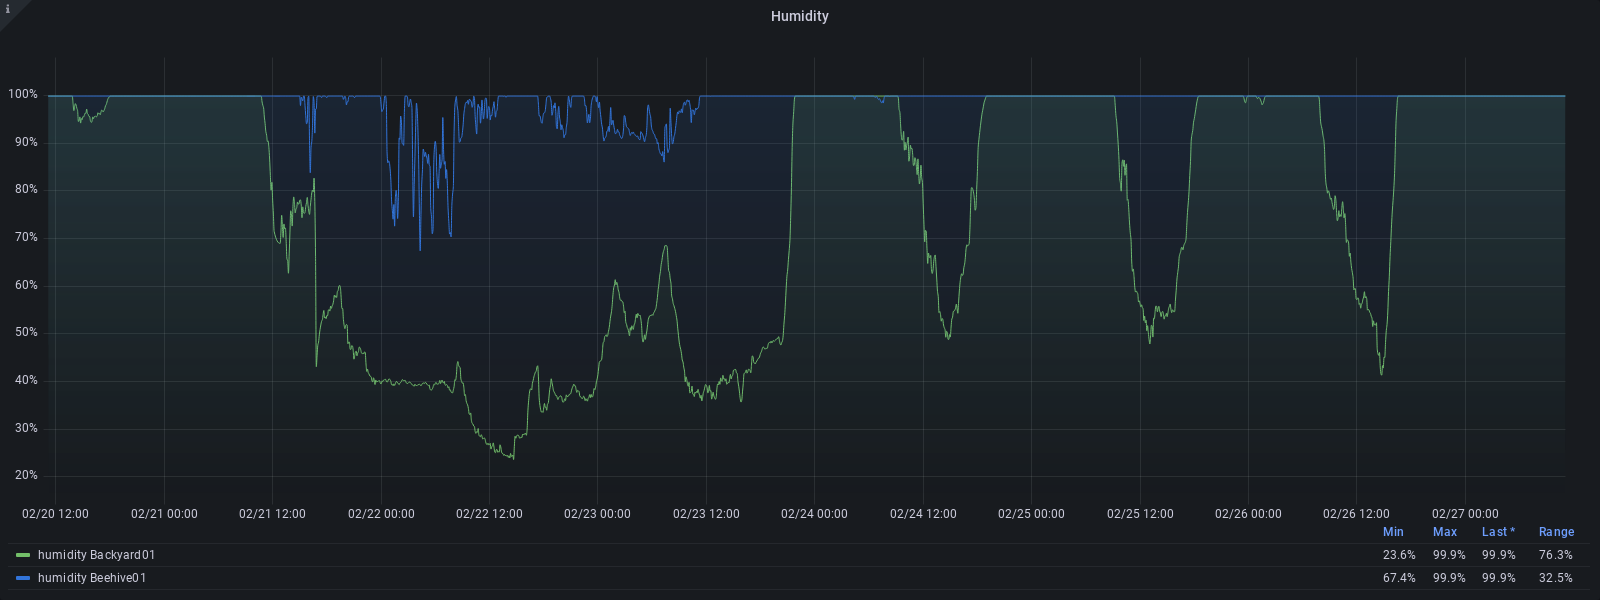 i
Humidity
100%
90%
80%
70%
60%
50%
40%
30%
20%
02/20 12:00 02/21 00:00 02/21 12:00 02/22 00:00 02/22 12:00 02/23 00:00 02/23 12:00 02/24 00:00 02/24 12:00 02/25 00:00 02/25 12:00 02/26 00:00 02/26 12:00 02/27 00:00
Min Max Last * Range
humidity Backyard01 23.6% 99.9% 99.9% 76.3%
humidity Beehive01 67.4% 99.9% 99.9% 32.5%